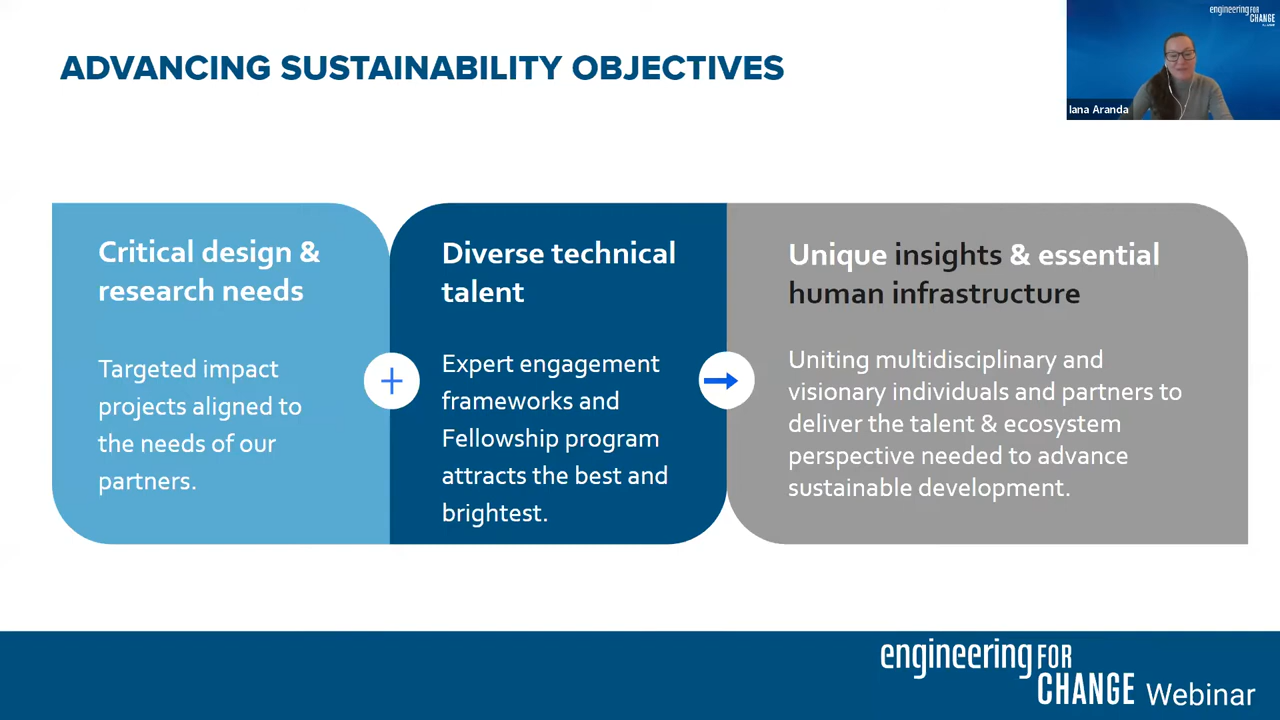 engineering FOR
CHANGE
Iana Aranda
ADVANCING SUSTAINABILITY OBJECTIVES
Critical design &
research needs
Targeted impact
projects aligned to
the needs of our
partners.
+
Diverse technical
talent
Expert engagement
frameworks and
Fellowship program
attracts the best and
brightest.
Unique insights & essential
human infrastructure
Uniting multidisciplinary and
visionary individuals and partners to
deliver the talent & ecosystem
perspective needed to advance
sustainable development.
engineering FOR
CHANGE Webinar